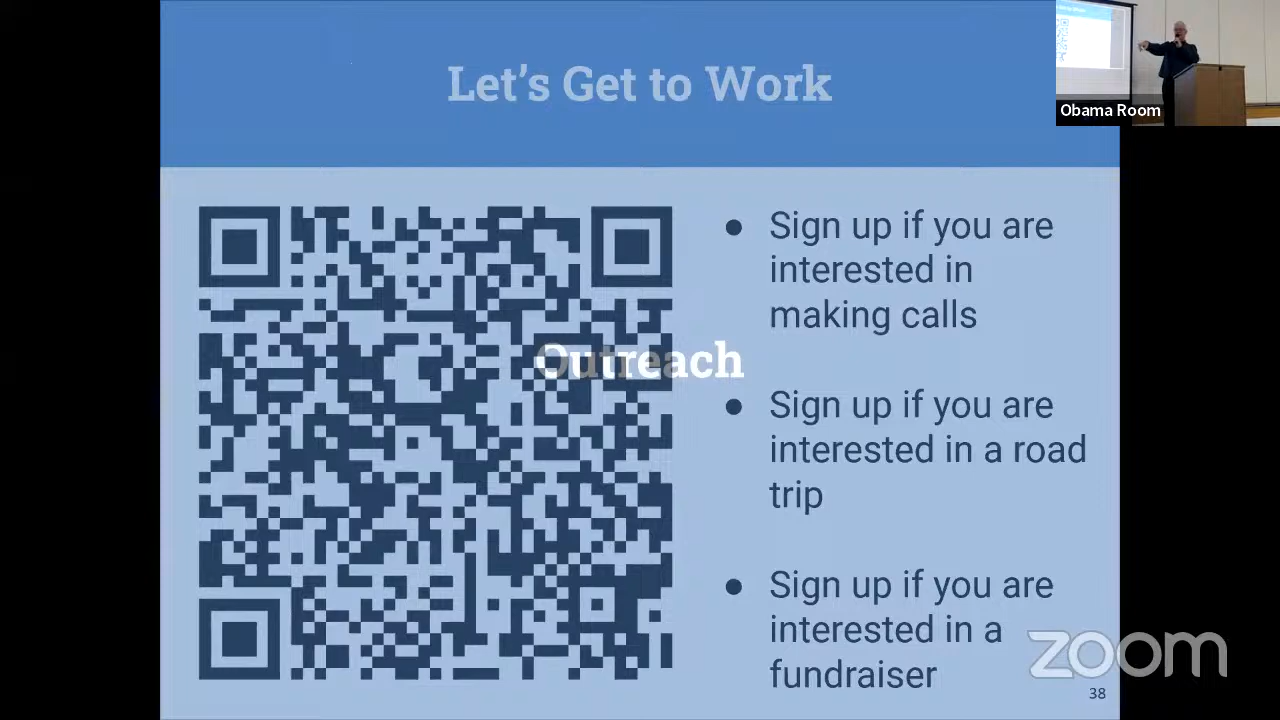 Let's Get to Work
Obama Room
Sign up if you are
interested in
making calls
Outreach
Sign up if you are
interested in a road
trip
Sign up if you are
interested in a
fundraiser
zoom
38